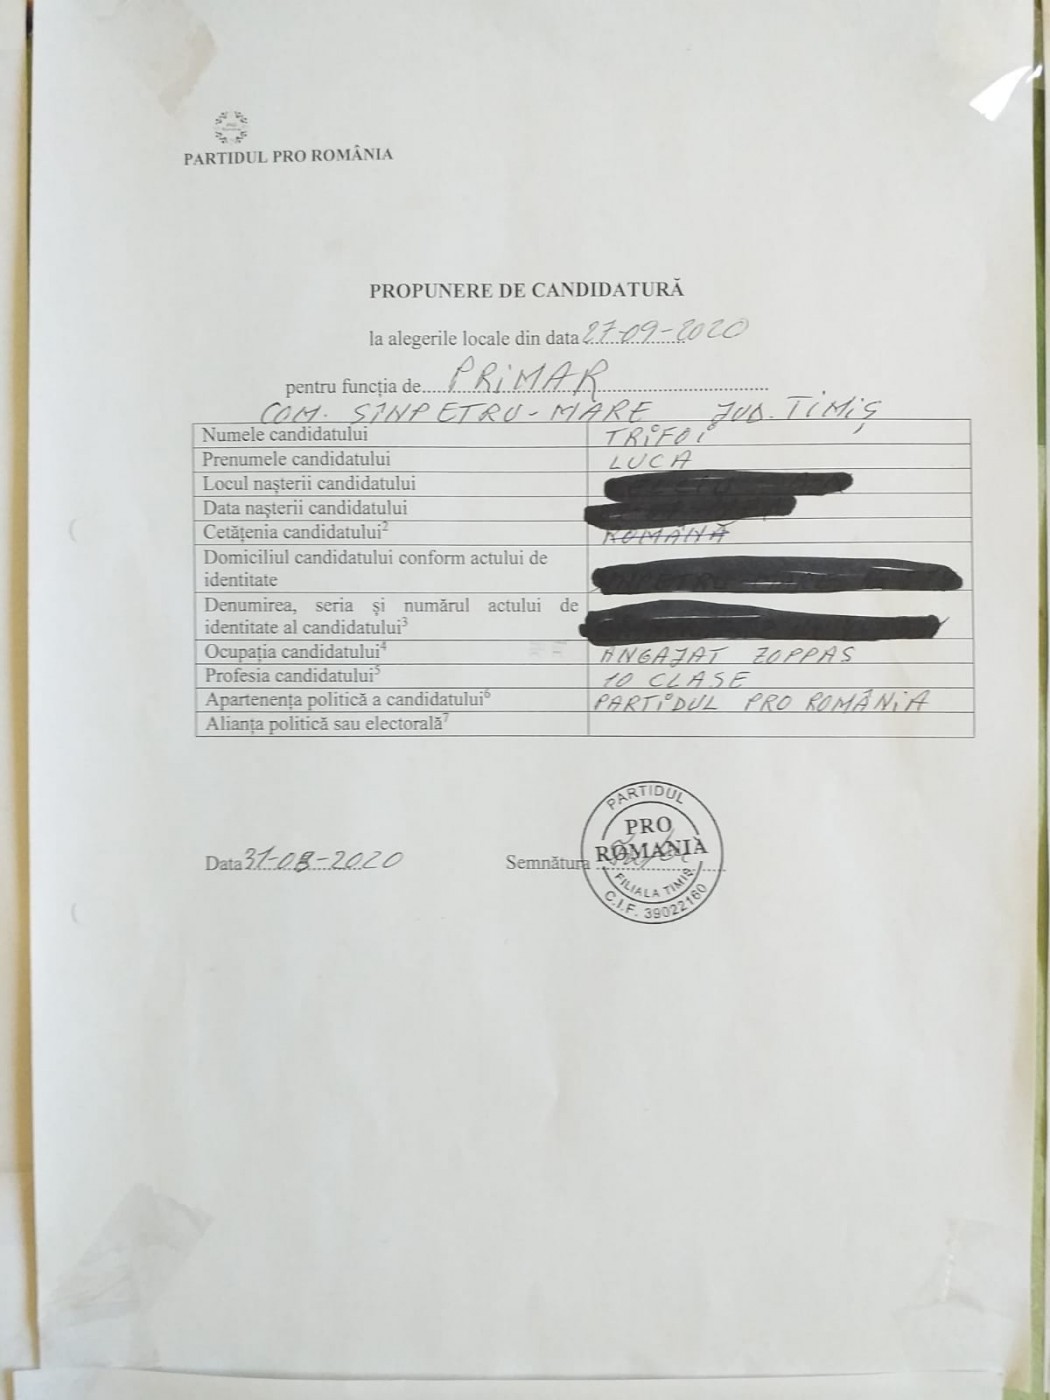 PARTIDUL PRO ROMÂNIA
PROPUNERE DE CANDIDATURĂ
la alegerile locale din data 27-09-2020
pentru funcția de.....PRIMAR.....
COM. SÎNPETRU-MARE JUD. TIMIȘ
Numele candidatului TRIFOI
Prenumele candidatului LUCA
Locul nașterii candidatului
Data nașterii candidatului
Cetățenia candidatului² ROMÂNĂ
Domiciliul candidatului conform actului de
identitate
Denumirea, seria și numărul actului de
identitate al candidatului³
Ocupația candidatului⁴ ANGAJAT ZOPPAS
Profesia candidatului⁵ 10 CLASE
Apartenența politică a candidatului⁶ PARTIDUL PRO ROMÂNIA
Alianța politică sau electorală⁷
Data 31-08-2020 Semnătura
PARTIDUL
PRO
ROMANIA
FILIALA TIMIȘ
C.I.F. 39022160